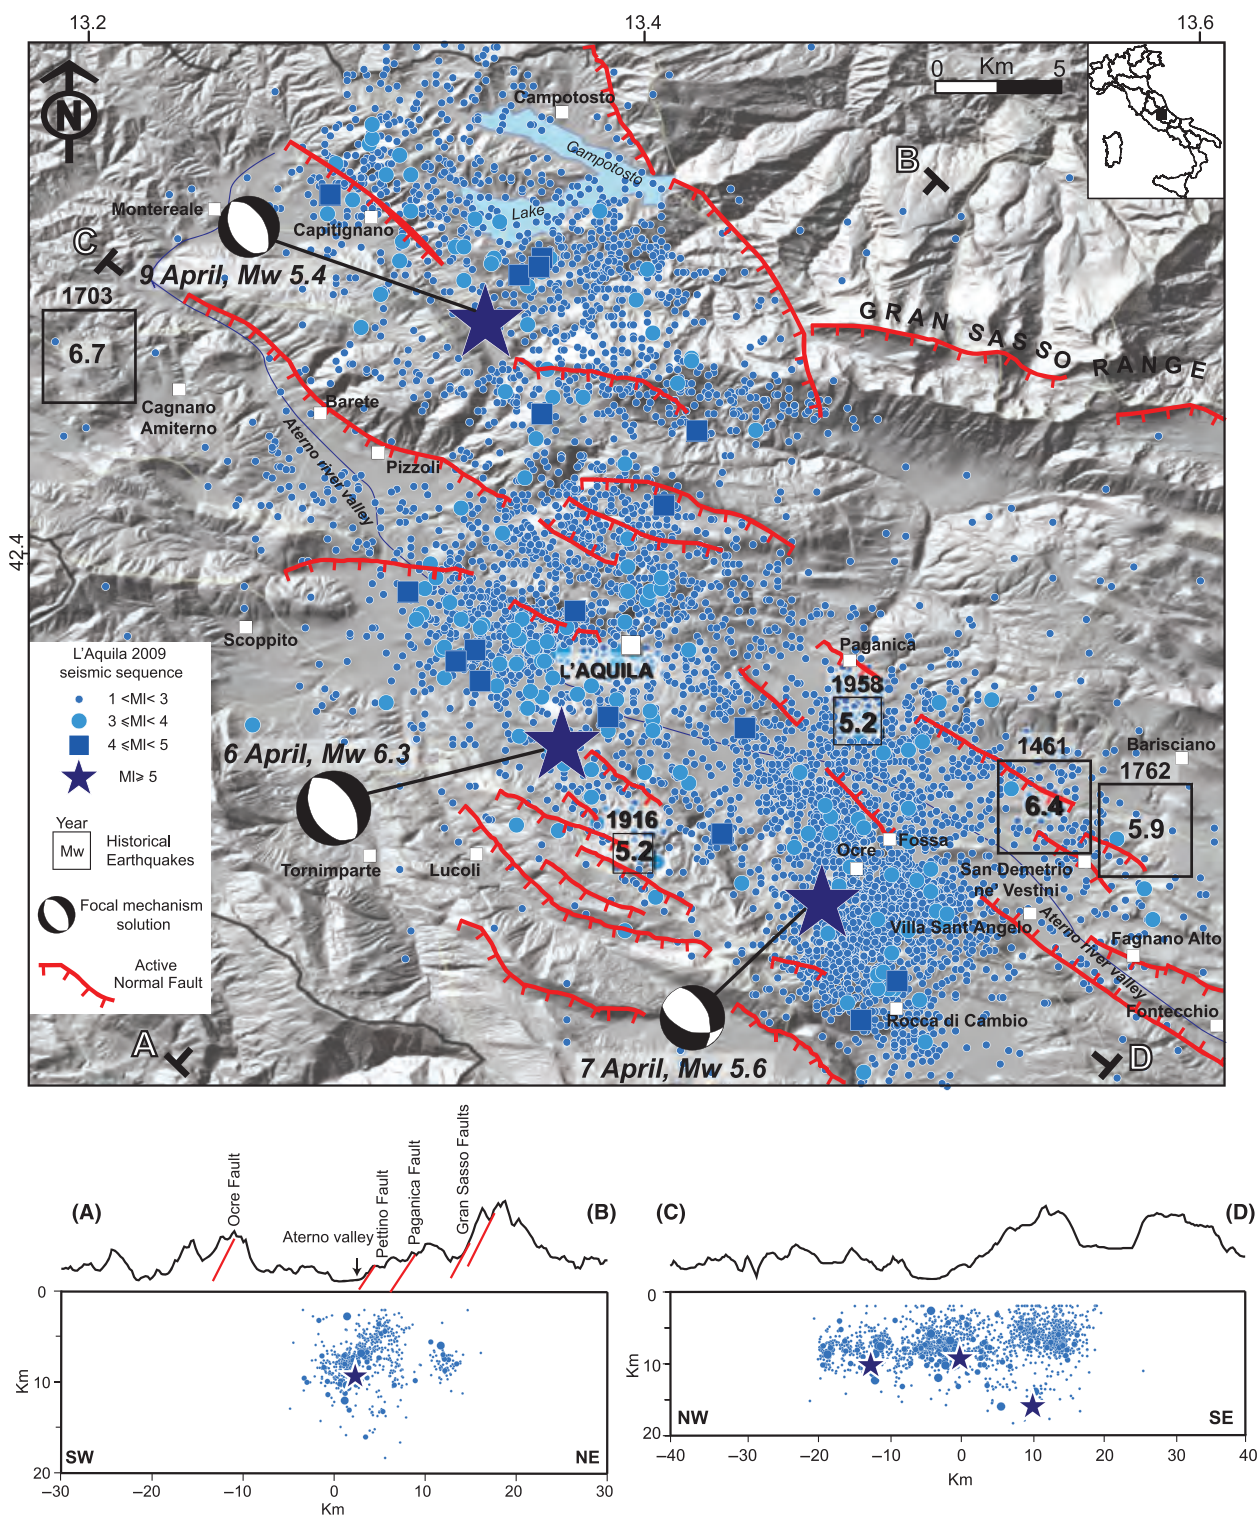 13.2
13.4
13.6
42.4
N
0 Km 5
Campotosto
Campotosto
Lake
B
Montereale
Capitignano
C
9 April, Mw 5.4
1703
6.7
GRAN SASSO RANGE
Cagnano
Amiterno
Barete
Aterno river valley
Pizzoli
Scoppito
L'AQUILA
Paganica
1958
5.2
L'Aquila 2009
seismic sequence
1 <Ml< 3
3 ≤Ml< 4
4 ≤Ml< 5
Ml≥ 5
Year
Mw
Historical
Earthquakes
Focal mechanism
solution
Active
Normal Fault
6 April, Mw 6.3
1461
6.4
Barisciano
1762
5.9
1916
5.2
Tornimparte
Lucoli
Fossa
Ocre
San Demetrio
ne' Vestini
Villa Sant'Angelo
Aterno river valley
Fagnano Alto
Fontecchio
Rocca di Cambio
7 April, Mw 5.6
A
D
(A)
Ocre Fault
Aterno valley
Pettino Fault
Paganica Fault
Gran Sasso Faults
(B)
0
10
20
Km
SW
NE
–30 –20 –10 0 10 20 30
Km
(C)
(D)
0
10
20
Km
NW
SE
–40 –30 –20 –10 0 10 20 30 40
Km